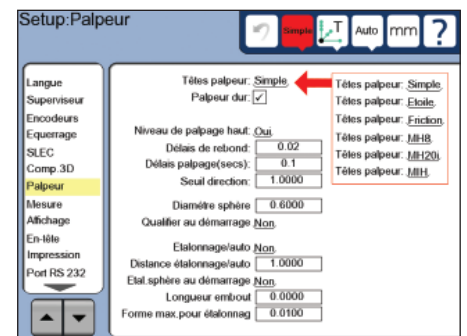 Setup:Palpeur
Simple
T
Auto
mm
?
Langue
Superviseur
Encodeurs
Equerrage
SLEC
Comp.3D
Palpeur
Mesure
Affichage
En-tête
Impression
Port RS 232
Têtes palpeur: Simple.
Palpeur dur:
Niveau de palpage haut: Oui.
Délais de rebond: 0.02
Délais palpage(secs): 0.1
Seuil direction: 1.0000
Diamétre sphère 0.6000
Qualifier au démarrage Non.
Etalonnage/auto Non.
Distance étalonnage/auto 1.0000
Etal.sphère au démarrage Non.
Longueur embout 0.0000
Forme max.pour étalonnag 0.0100
Têtes palpeur: Simple.
Têtes palpeur: Etoile.
Têtes palpeur: Friction.
Têtes palpeur: MH8.
Têtes palpeur: MH20i.
Têtes palpeur: MIH.